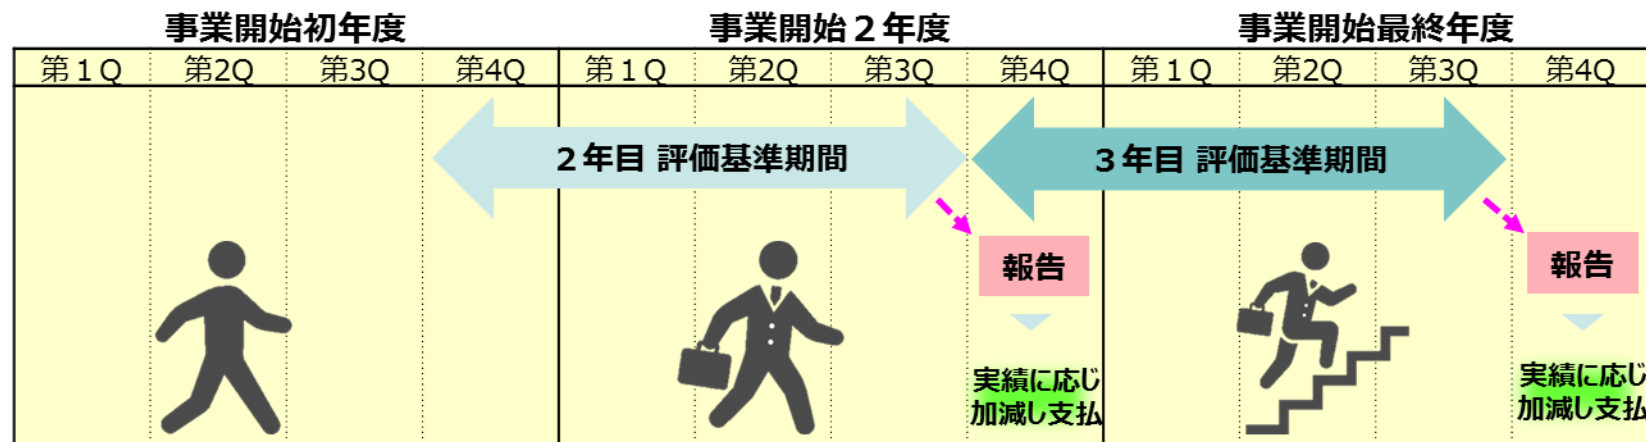 事業開始初年度 事業開始２年度 事業開始最終年度
第１Q 第2Q 第3Q 第4Q 第１Q 第2Q 第3Q 第4Q 第１Q 第2Q 第3Q 第4Q
２年目 評価基準期間
３年目 評価基準期間
報告
実績に応じ
加減し支払
報告
実績に応じ
加減し支払